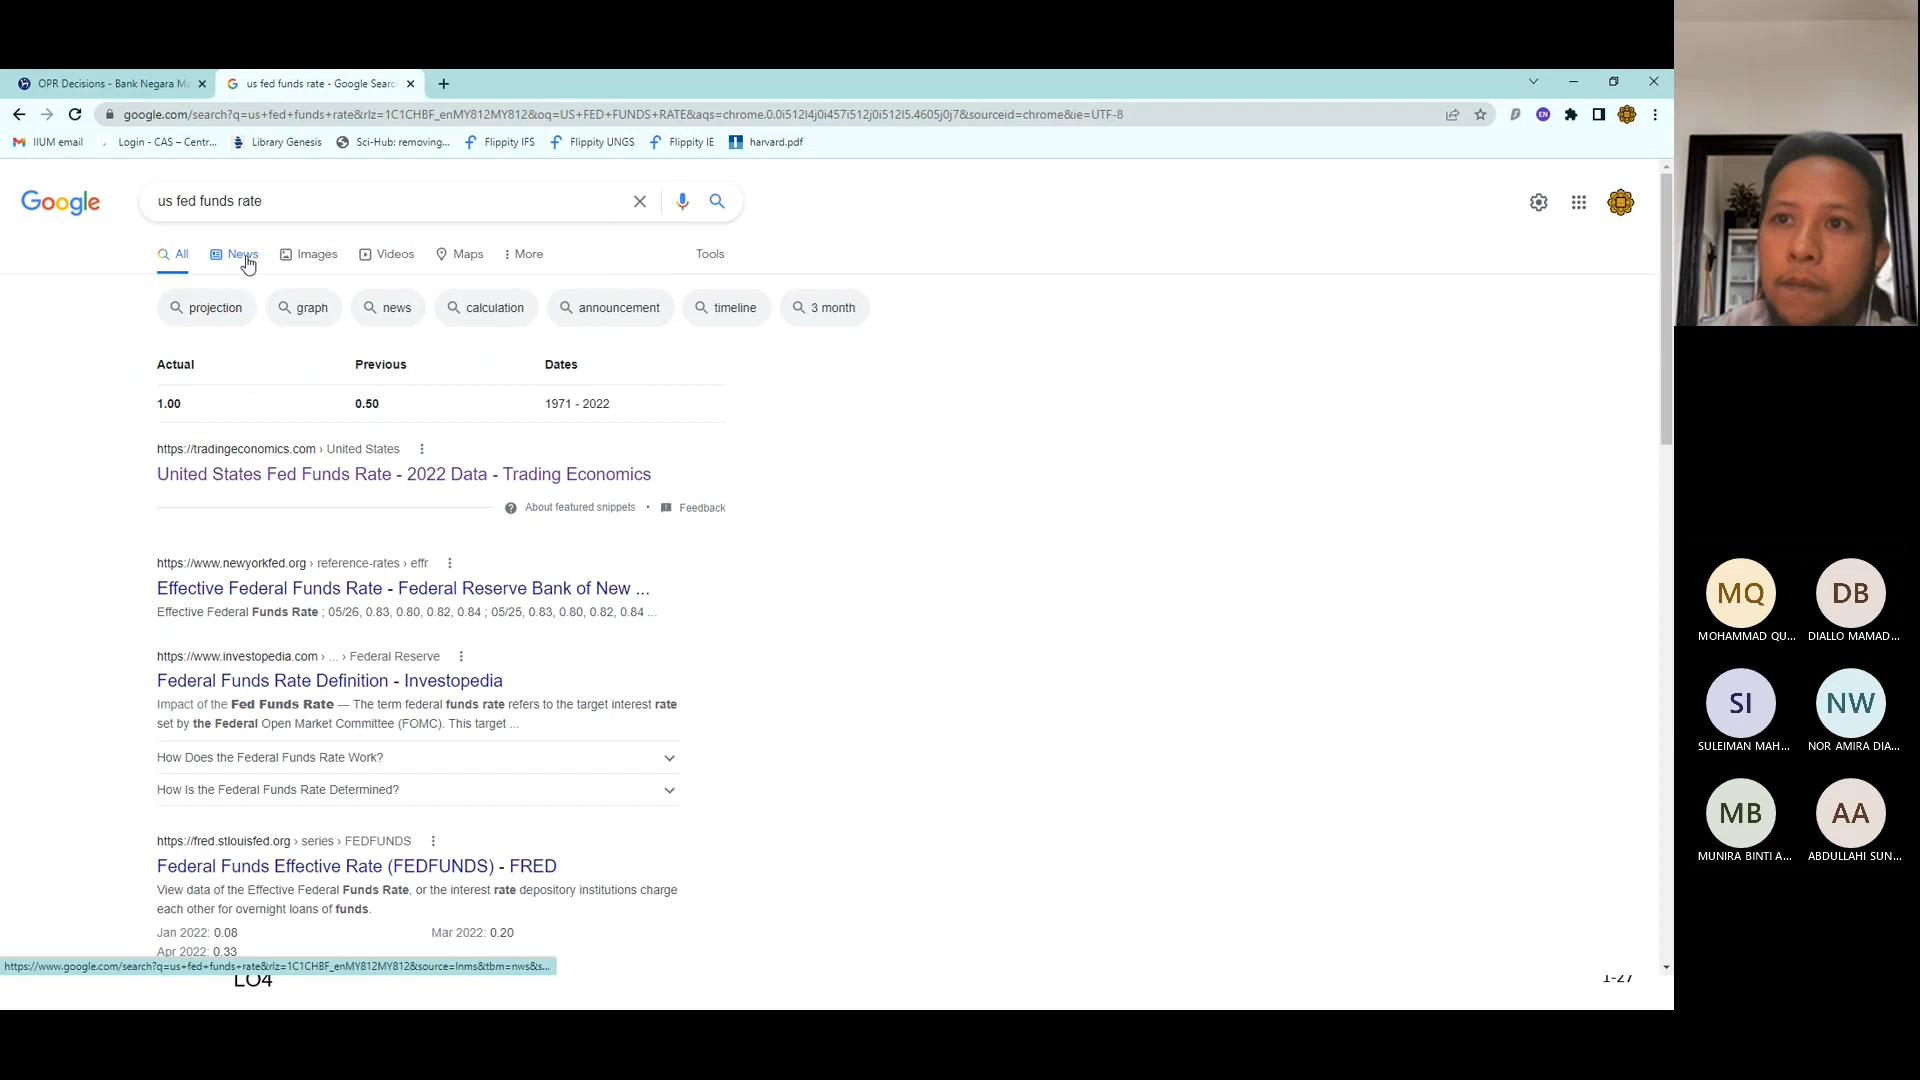 OPR Decisions - Bank Negara Ma
us fed funds rate - Google Searc
google.com/search?q=us+fed+funds+rate&rlz=1C1CHBF_enMY812MY812&oq=US+FED+FUNDS+RATE&aqs=chrome.0.0i512l4j0i457i512j0i512l5.4605j0j7&sourceid=chrome&ie=UTF-8
EN
IIUM email
Login - CAS – Centr...
Library Genesis
Sci-Hub: removing...
Flippity IFS
Flippity UNGS
Flippity IE
harvard.pdf
Google
us fed funds rate
All
News
Images
Videos
Maps
More
Tools
projection
graph
news
calculation
announcement
timeline
3 month
Actual Previous Dates
1.00 0.50 1971 - 2022
https://tradingeconomics.com › United States
United States Fed Funds Rate - 2022 Data - Trading Economics
About featured snippets • Feedback
https://www.newyorkfed.org › reference-rates › effr
Effective Federal Funds Rate - Federal Reserve Bank of New ...
Effective Federal Funds Rate ; 05/26, 0.83, 0.80, 0.82, 0.84 ; 05/25, 0.83, 0.80, 0.82, 0.84 ...
https://www.investopedia.com › ... › Federal Reserve
Federal Funds Rate Definition - Investopedia
Impact of the Fed Funds Rate — The term federal funds rate refers to the target interest rate
set by the Federal Open Market Committee (FOMC). This target ...
How Does the Federal Funds Rate Work?
How Is the Federal Funds Rate Determined?
https://fred.stlouisfed.org › series › FEDFUNDS
Federal Funds Effective Rate (FEDFUNDS) - FRED
View data of the Effective Federal Funds Rate, or the interest rate depository institutions charge
each other for overnight loans of funds.
Jan 2022: 0.08 Mar 2022: 0.20
Apr 2022: 0.33
https://www.google.com/search?q=us+fed+funds+rate&rlz=1C1CHBF_enMY812MY812&source=lnms&tbm=nws&s...
LO4
1-27
MQ
MOHAMMAD QU...
DB
DIALLO MAMAD...
SI
SULEIMAN MAH...
NW
NOR AMIRA DIA...
MB
MUNIRA BINTI A...
AA
ABDULLAHI SUN...